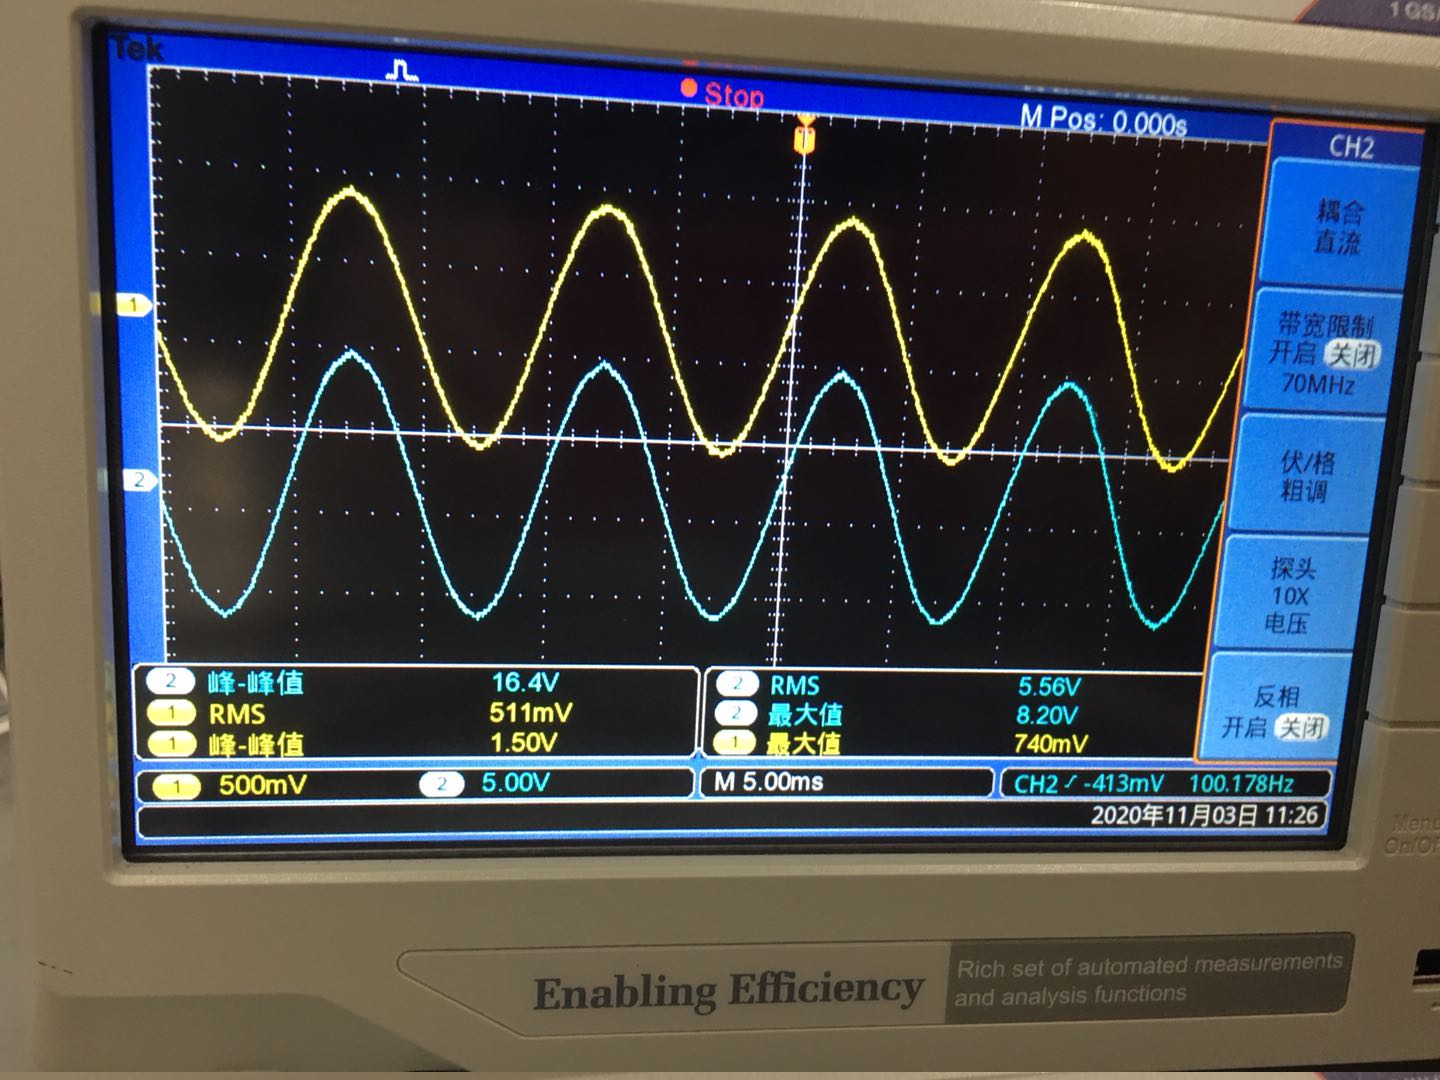 Tek
Stop
M Pos: 0.000s
CH2
耦合
直流
带宽限制
开启 关闭
70MHz
伏/格
粗调
探头
10X
电压
反相
开启 关闭
1
2
2 峰-峰值 16.4V
1 RMS 511mV
1 峰-峰值 1.50V
2 RMS 5.56V
2 最大值 8.20V
1 最大值 740mV
1 500mV 2 5.00V M 5.00ms CH2 -413mV 100.178Hz
2020年11月03日 11:26
Enabling Efficiency
Rich set of automated measurements
and analysis functions